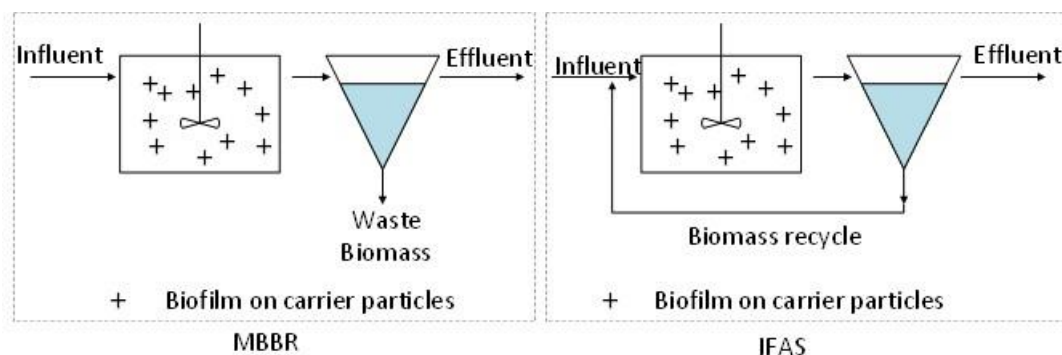 Influent
Effluent
Waste
Biomass
+ Biofilm on carrier particles
MBBR
Influent
Effluent
Biomass recycle
+ Biofilm on carrier particles
IFAS